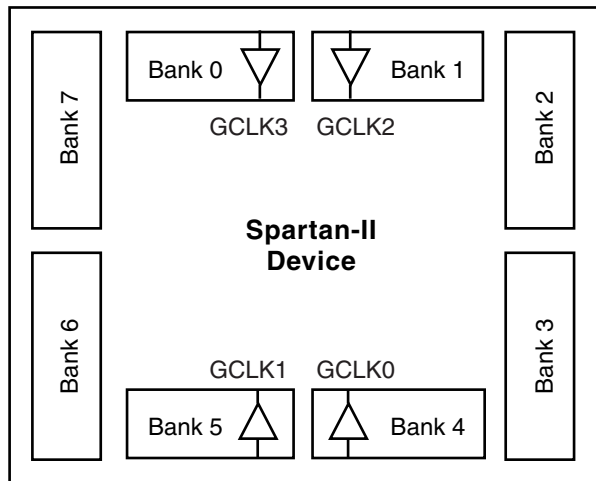 Bank 0
Bank 1
Bank 7
Bank 2
GCLK3
GCLK2
Spartan-II
Device
Bank 6
Bank 3
GCLK1
GCLK0
Bank 5
Bank 4